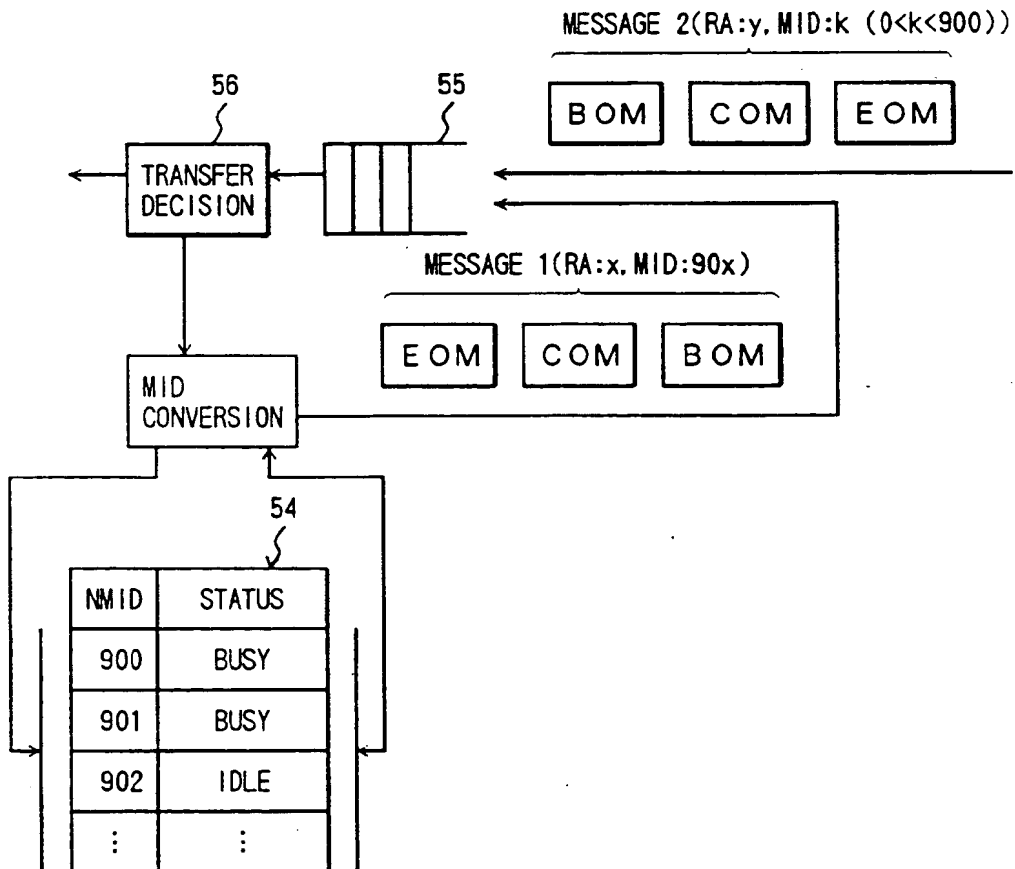 MESSAGE 2(RA:y, MID:k (0<k<900))
56
55
BOM
COM
EOM
TRANSFER
DECISION
MESSAGE 1(RA:x, MID:90x)
EOM
COM
BOM
MID
CONVERSION
54
NMID
STATUS
900
BUSY
901
BUSY
902
IDLE
⋮
⋮